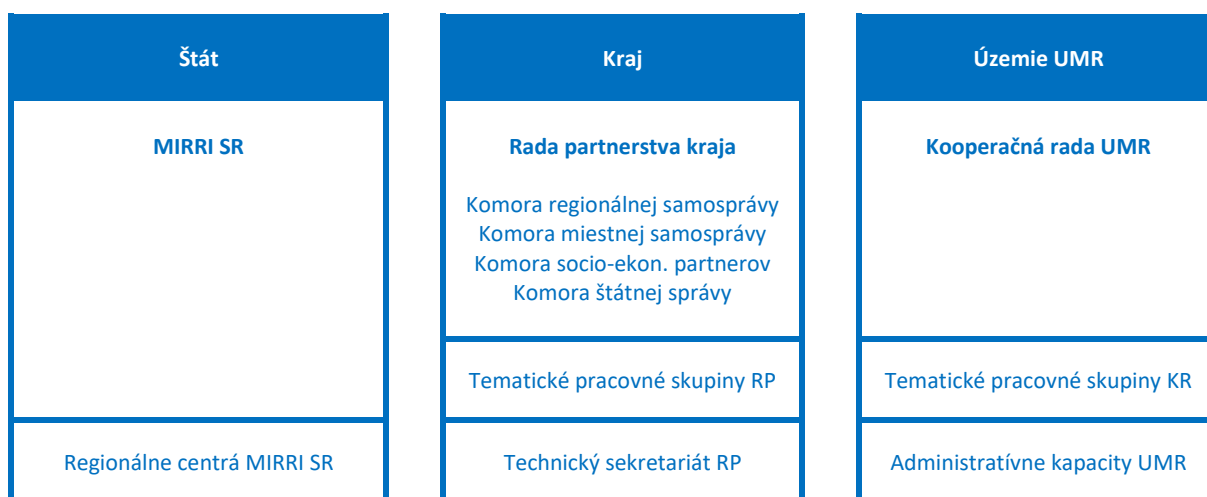 Štát
MIRRI SR
Regionálne centrá MIRRI SR
Kraj
Rada partnerstva kraja
Komora regionálnej samosprávy
Komora miestnej samosprávy
Komora socio-ekon. partnerov
Komora štátnej správy
Tematické pracovné skupiny RP
Technický sekretariát RP
Územie UMR
Kooperačná rada UMR
Tematické pracovné skupiny KR
Administratívne kapacity UMR